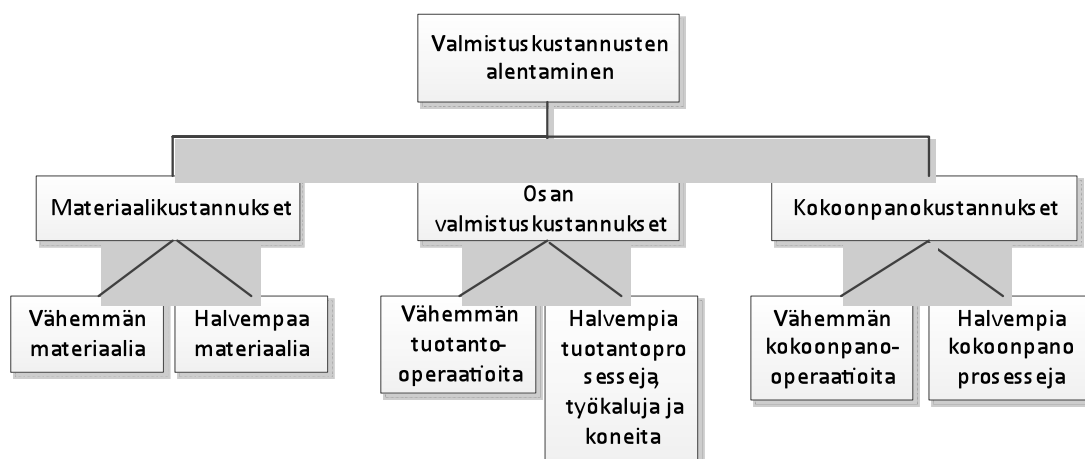 Valmistuskustannusten
alentaminen
Materiaalikustannukset
Osan
valmistuskustannukset
Kokoonpanokustannukset
Vähemmän
materiaalia
Halvempaa
materiaalia
Vähemmän
tuotanto-
operaatioita
Halvempia
tuotantopro
sesseja,
työkaluja ja
koneita
Vähemmän
kokoonpano-
operaatioita
Halvempia
kokoonpano
prosesseja